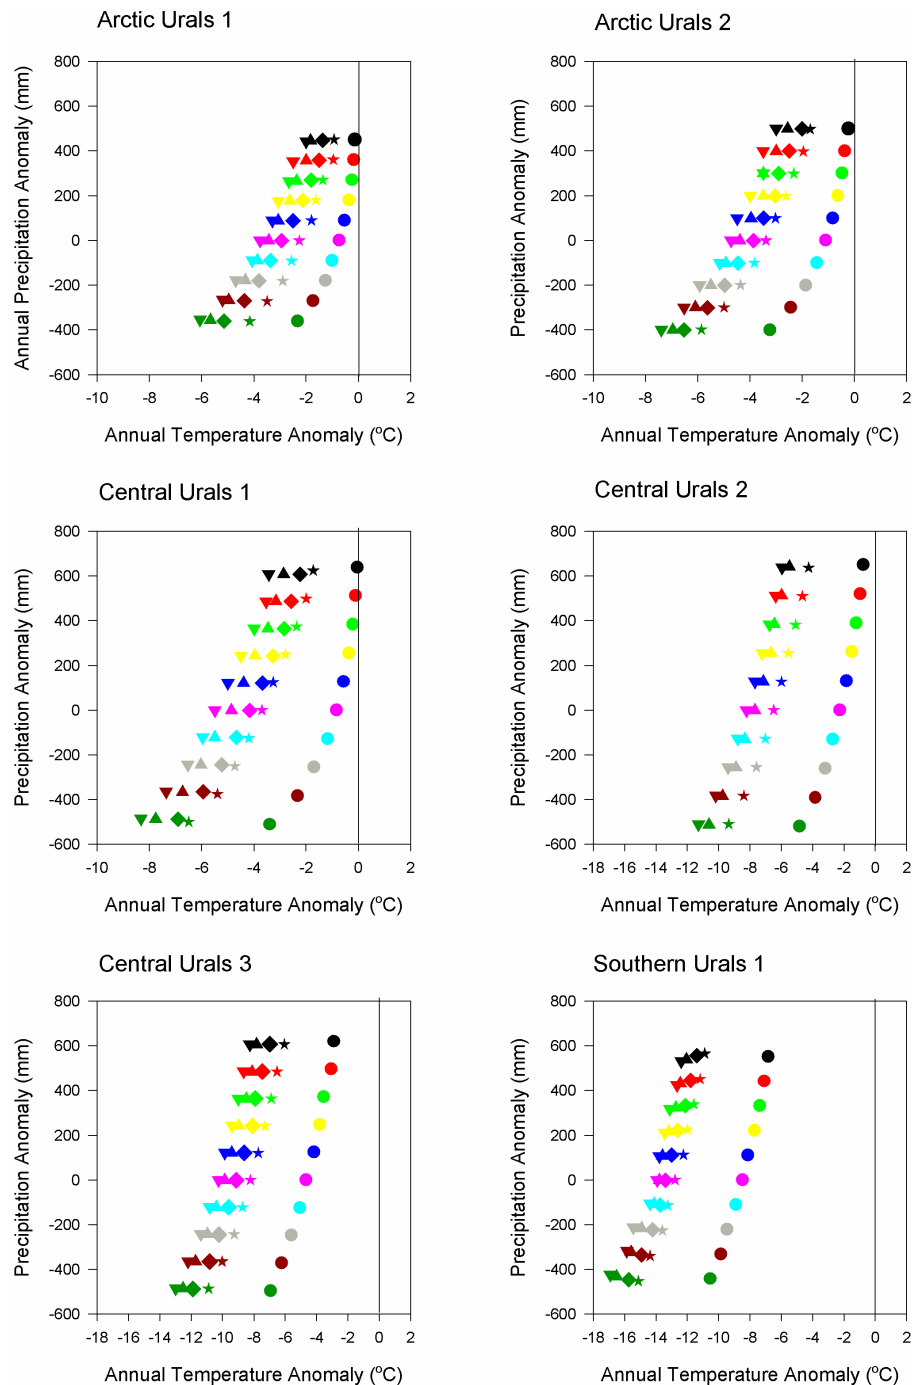 Arctic Urals 1
Arctic Urals 2
800
600
400
200
0
-200
-400
-600
Annual Precipitation Anomaly (mm)
-10 -8 -6 -4 -2 0 2
Annual Temperature Anomaly (°C)
800
600
400
200
0
-200
-400
-600
Precipitation Anomaly (mm)
-10 -8 -6 -4 -2 0 2
Annual Temperature Anomaly (°C)
Central Urals 1
Central Urals 2
800
600
400
200
0
-200
-400
-600
Precipitation Anomaly (mm)
-10 -8 -6 -4 -2 0 2
Annual Temperature Anomaly (°C)
800
600
400
200
0
-200
-400
-600
Precipitation Anomaly (mm)
-18 -16 -14 -12 -10 -8 -6 -4 -2 0 2
Annual Temperature Anomaly (°C)
Central Urals 3
Southern Urals 1
800
600
400
200
0
-200
-400
-600
Precipitation Anomaly (mm)
-18 -16 -14 -12 -10 -8 -6 -4 -2 0 2
Annual Temperature Anomaly (°C)
800
600
400
200
0
-200
-400
-600
Precipitation Anomaly (mm)
-18 -16 -14 -12 -10 -8 -6 -4 -2 0 2
Annual Temperature Anomaly (°C)